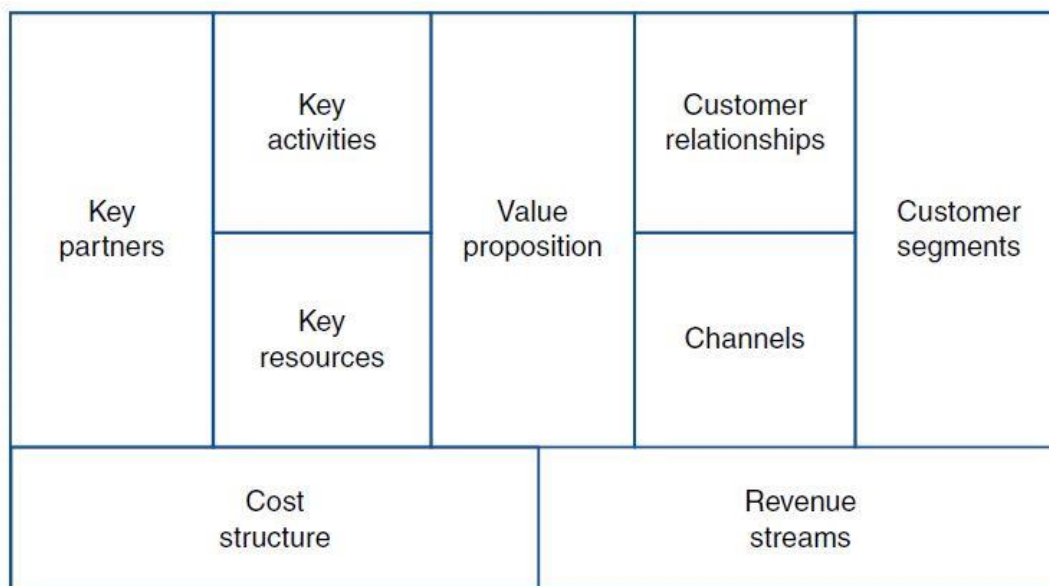 Key
partners
Key
activities
Key
resources
Value
proposition
Customer
relationships
Channels
Customer
segments
Cost
structure
Revenue
streams